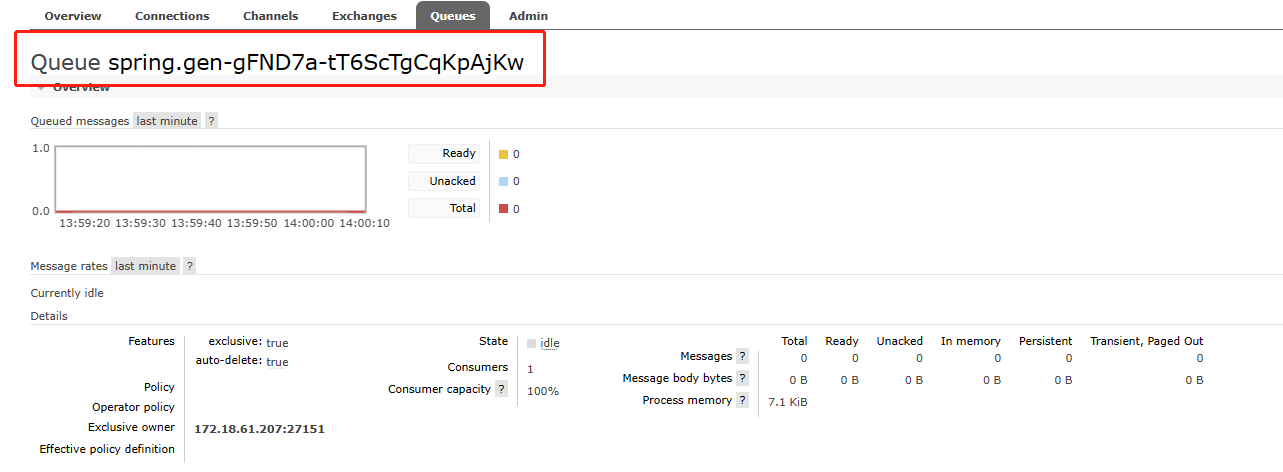 Overview Connections Channels Exchanges Queues Admin
Queue spring.gen-gFND7a-tT6ScTgCqKpAjKw
Overview
Queued messages last minute ?
1.0
0.0
13:59:20 13:59:30 13:59:40 13:59:50 14:00:00 14:00:10
Ready 0
Unacked 0
Total 0
Message rates last minute ?
Currently idle
Details
Features exclusive: true
auto-delete: true
Policy
Operator policy
Exclusive owner 172.18.61.207:27151
Effective policy definition
State idle
Consumers 1
Consumer capacity ? 100%
Total Ready Unacked In memory Persistent Transient, Paged Out
Messages ? 0 0 0 0 0 0
Message body bytes ? 0 B 0 B 0 B 0 B 0 B 0 B
Process memory ? 7.1 KiB